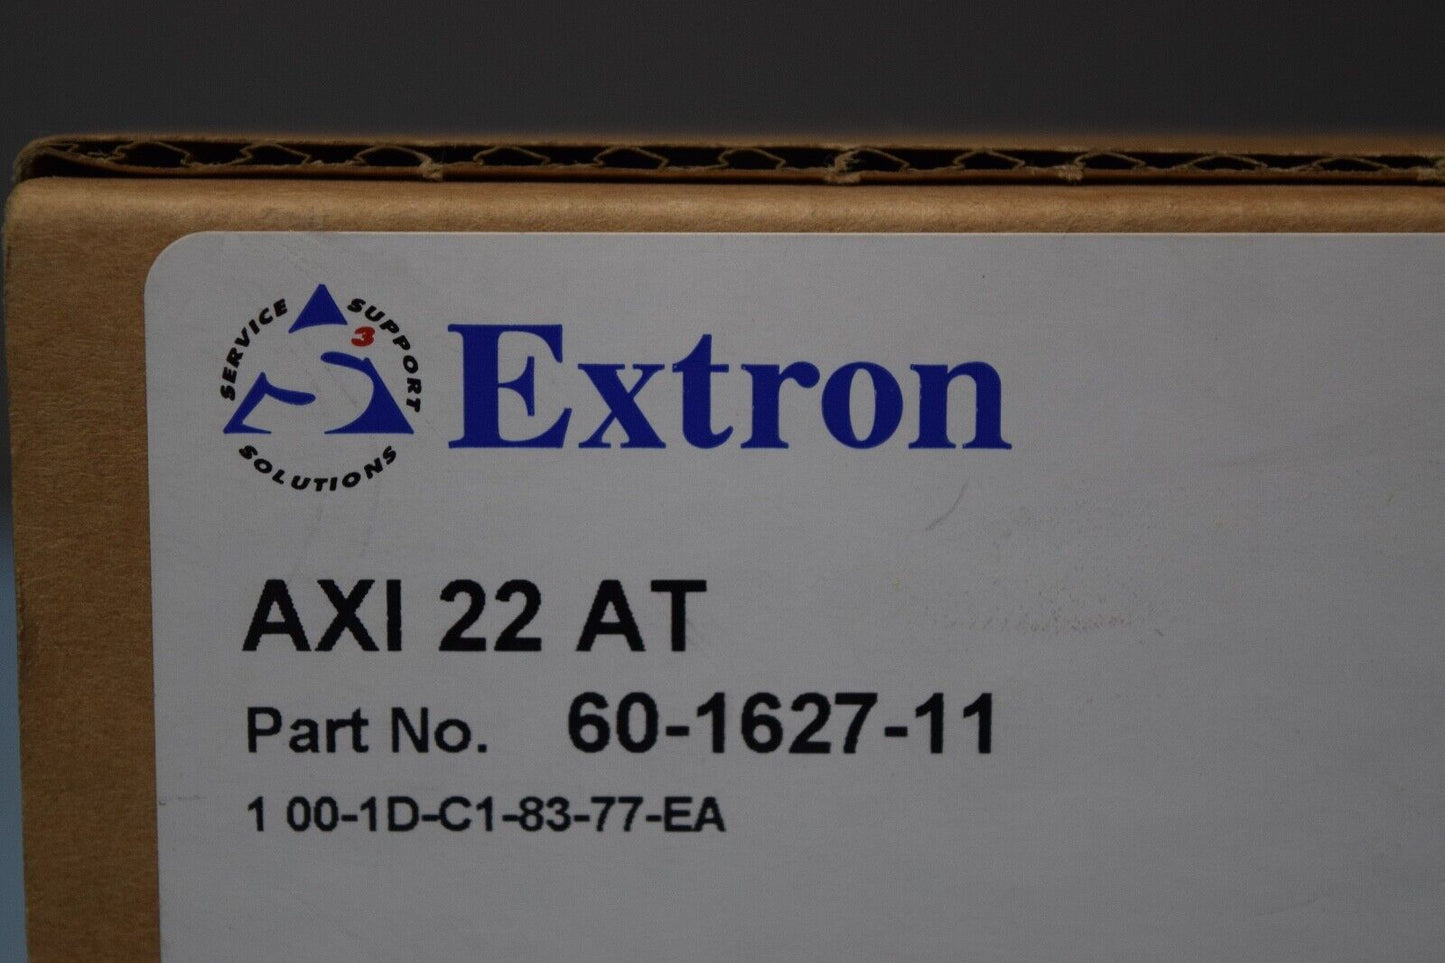 SERVICE SUPPORT
3
SOLUTIONS
Extron
AXI 22 AT
Part No. 60-1627-11
1 00-1D-C1-83-77-EA